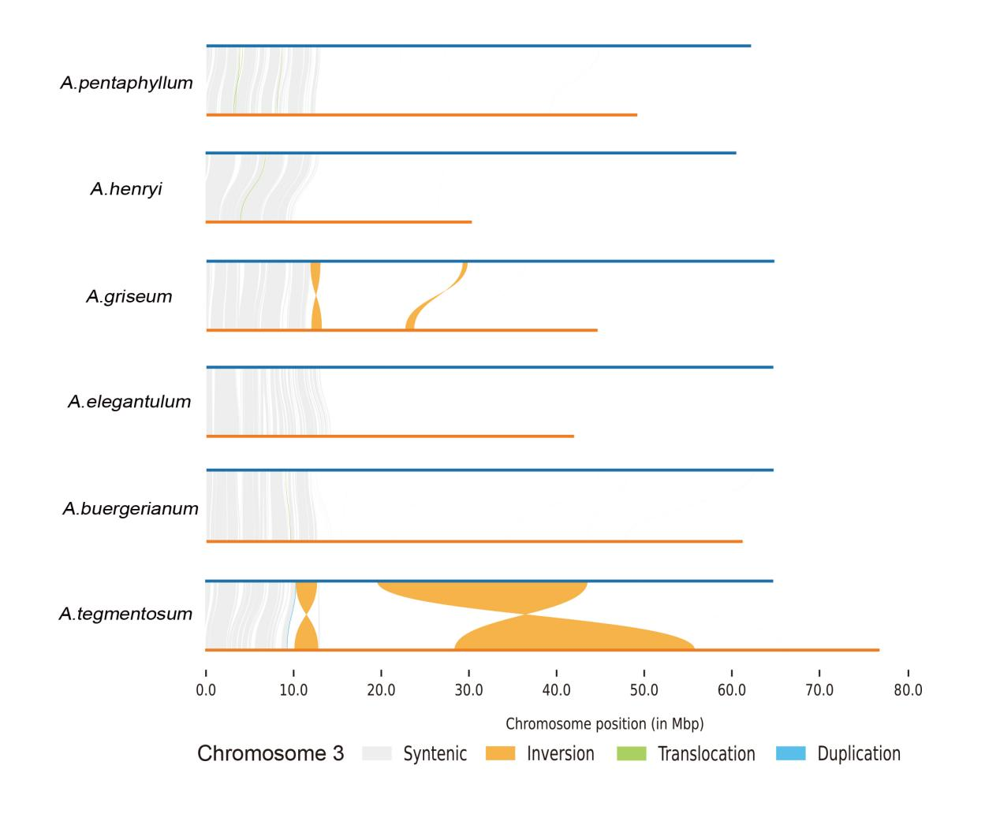 A.pentaphyllum
A.henryi
A.griseum
A.elegantulum
A.buergerianum
A.tegmentosum
0.0 10.0 20.0 30.0 40.0 50.0 60.0 70.0 80.0
Chromosome position (in Mbp)
Chromosome 3 Syntenic Inversion Translocation Duplication